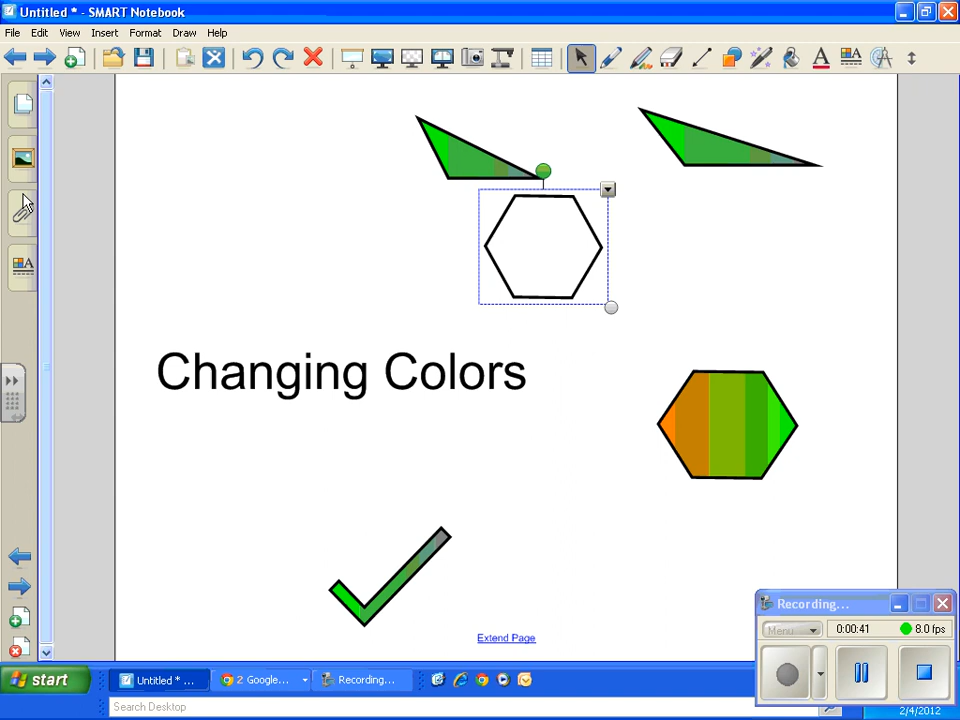 Untitled * - SMART Notebook
File Edit View Insert Format Draw Help
Changing Colors
Extend Page
Recording...
Menu 0:00:41 8.0 fps
start Untitled * ... 2 Google... Recording...
Search Desktop
2/4/2012